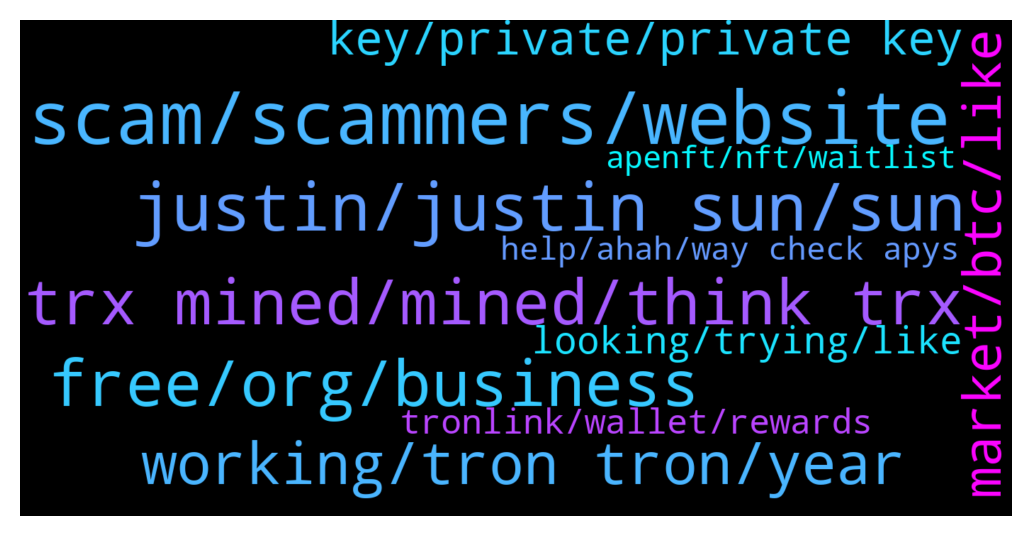 key/private/private key
scam/scammers/website
apenft/nft/waitlist
justin/justin sun/sun
help/ahah/way check apys
trx mined/mined/think trx
looking/trying/like
free/org/business
tronlink/wallet/rewards
working/tron tron/year
market/btc/like